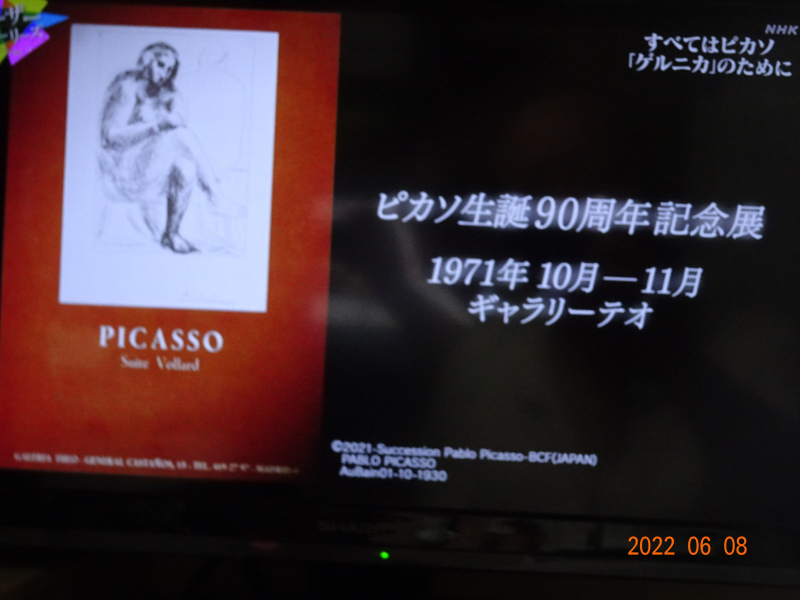 NHK
すべてはピカソ
「ゲルニカ」のために
PICASSO
Suite Vollard
ピカソ生誕90周年記念展
1971年 10月 — 11月
ギャラリーテオ
©2021-Succession Pablo Picasso-BCF(JAPAN)
PABLO PICASSO
AuBain01-10-1930
SHARP
2022 06 08